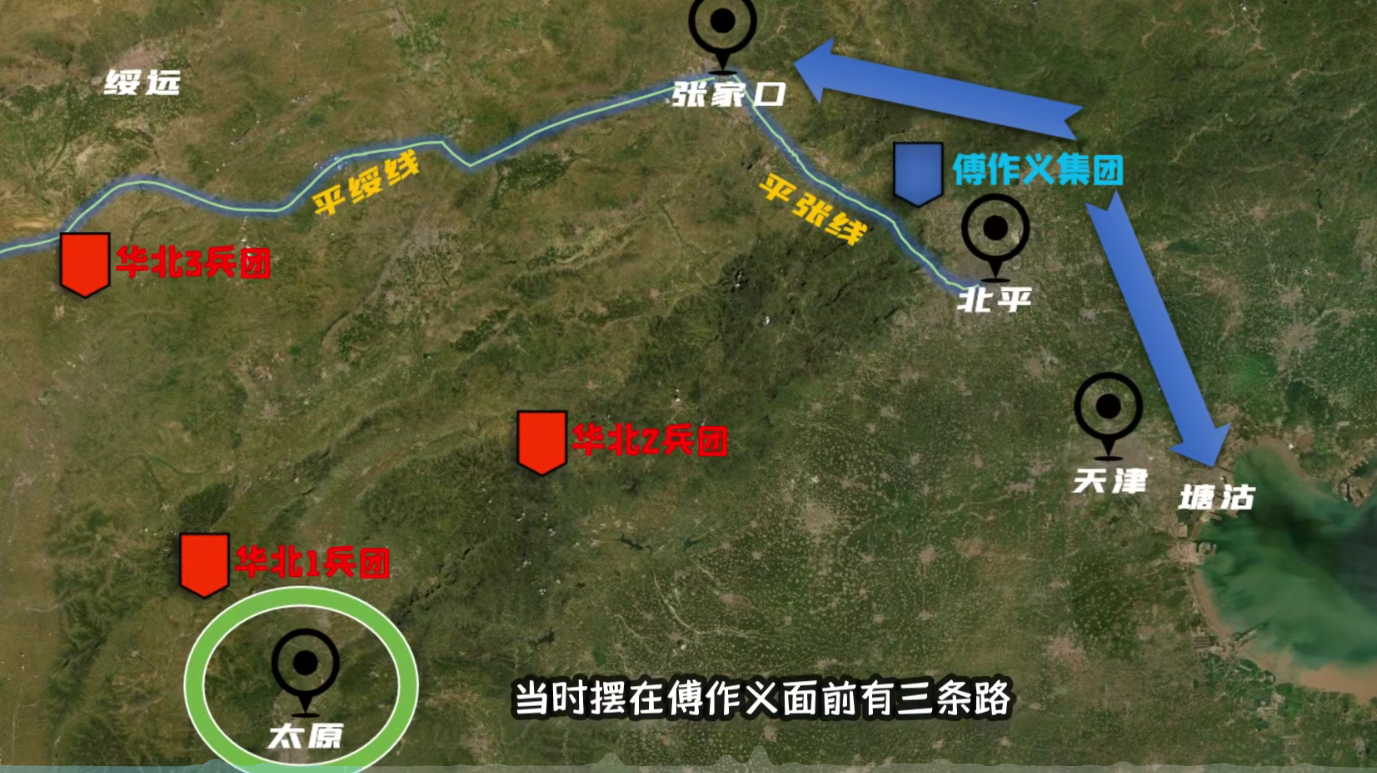 绥远
张家口
平绥线
平张线
傅作义集团
华北3兵团
北平
华北2兵团
天津
塘沽
华北1兵团
太原
当时摆在傅作义面前有三条路